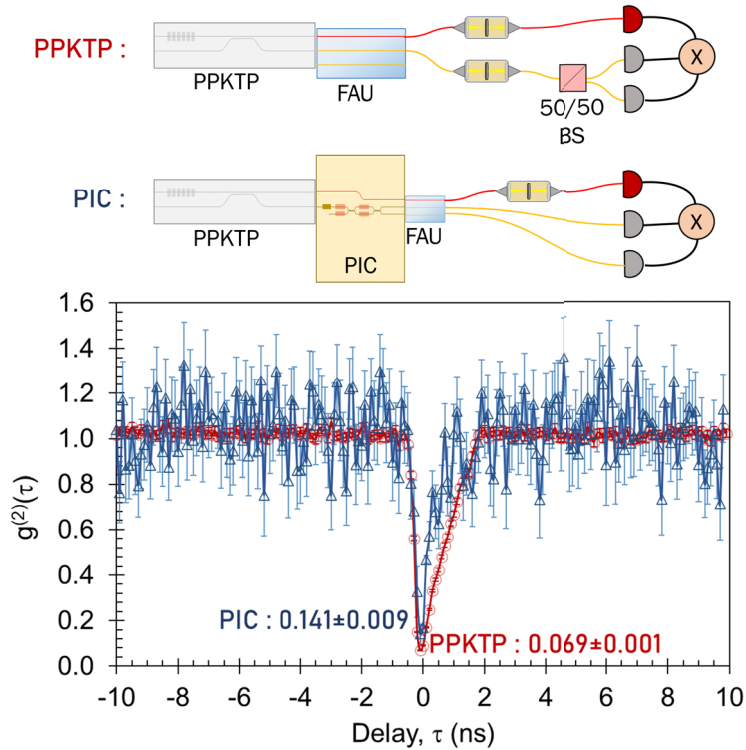 PPKTP :
PPKTP
FAU
50/50
BS
X
PIC :
PPKTP
PIC
FAU
X
1.6
1.4
1.2
1.0
0.8
0.6
0.4
0.2
0.0
g(2)(τ)
PIC : 0.141±0.009
PPKTP : 0.069±0.001
-10 -8 -6 -4 -2 0 2 4 6 8 10
Delay, τ (ns)